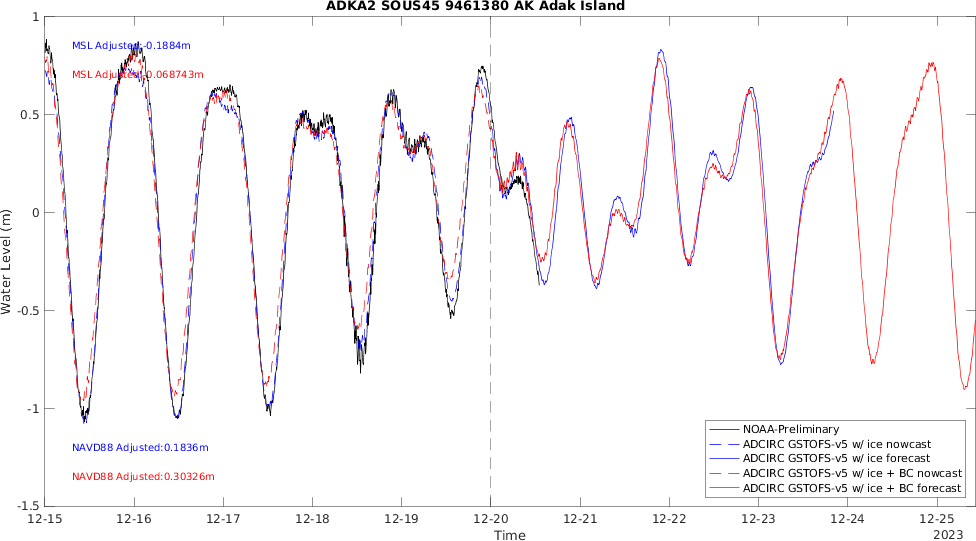 ADKA2 SOUS45 9461380 AK Adak Island
1
0.5
0
-0.5
-1
-1.5
Water Level (m)
MSL Adjusted:-0.1884m
MSL Adjusted:-0.068743m
NAVD88 Adjusted:0.1836m
NAVD88 Adjusted:0.30326m
NOAA-Preliminary
ADCIRC GSTOFS-v5 w/ ice nowcast
ADCIRC GSTOFS-v5 w/ ice forecast
ADCIRC GSTOFS-v5 w/ ice + BC nowcast
ADCIRC GSTOFS-v5 w/ ice + BC forecast
12-15 12-16 12-17 12-18 12-19 12-20 12-21 12-22 12-23 12-24 12-25
Time
2023